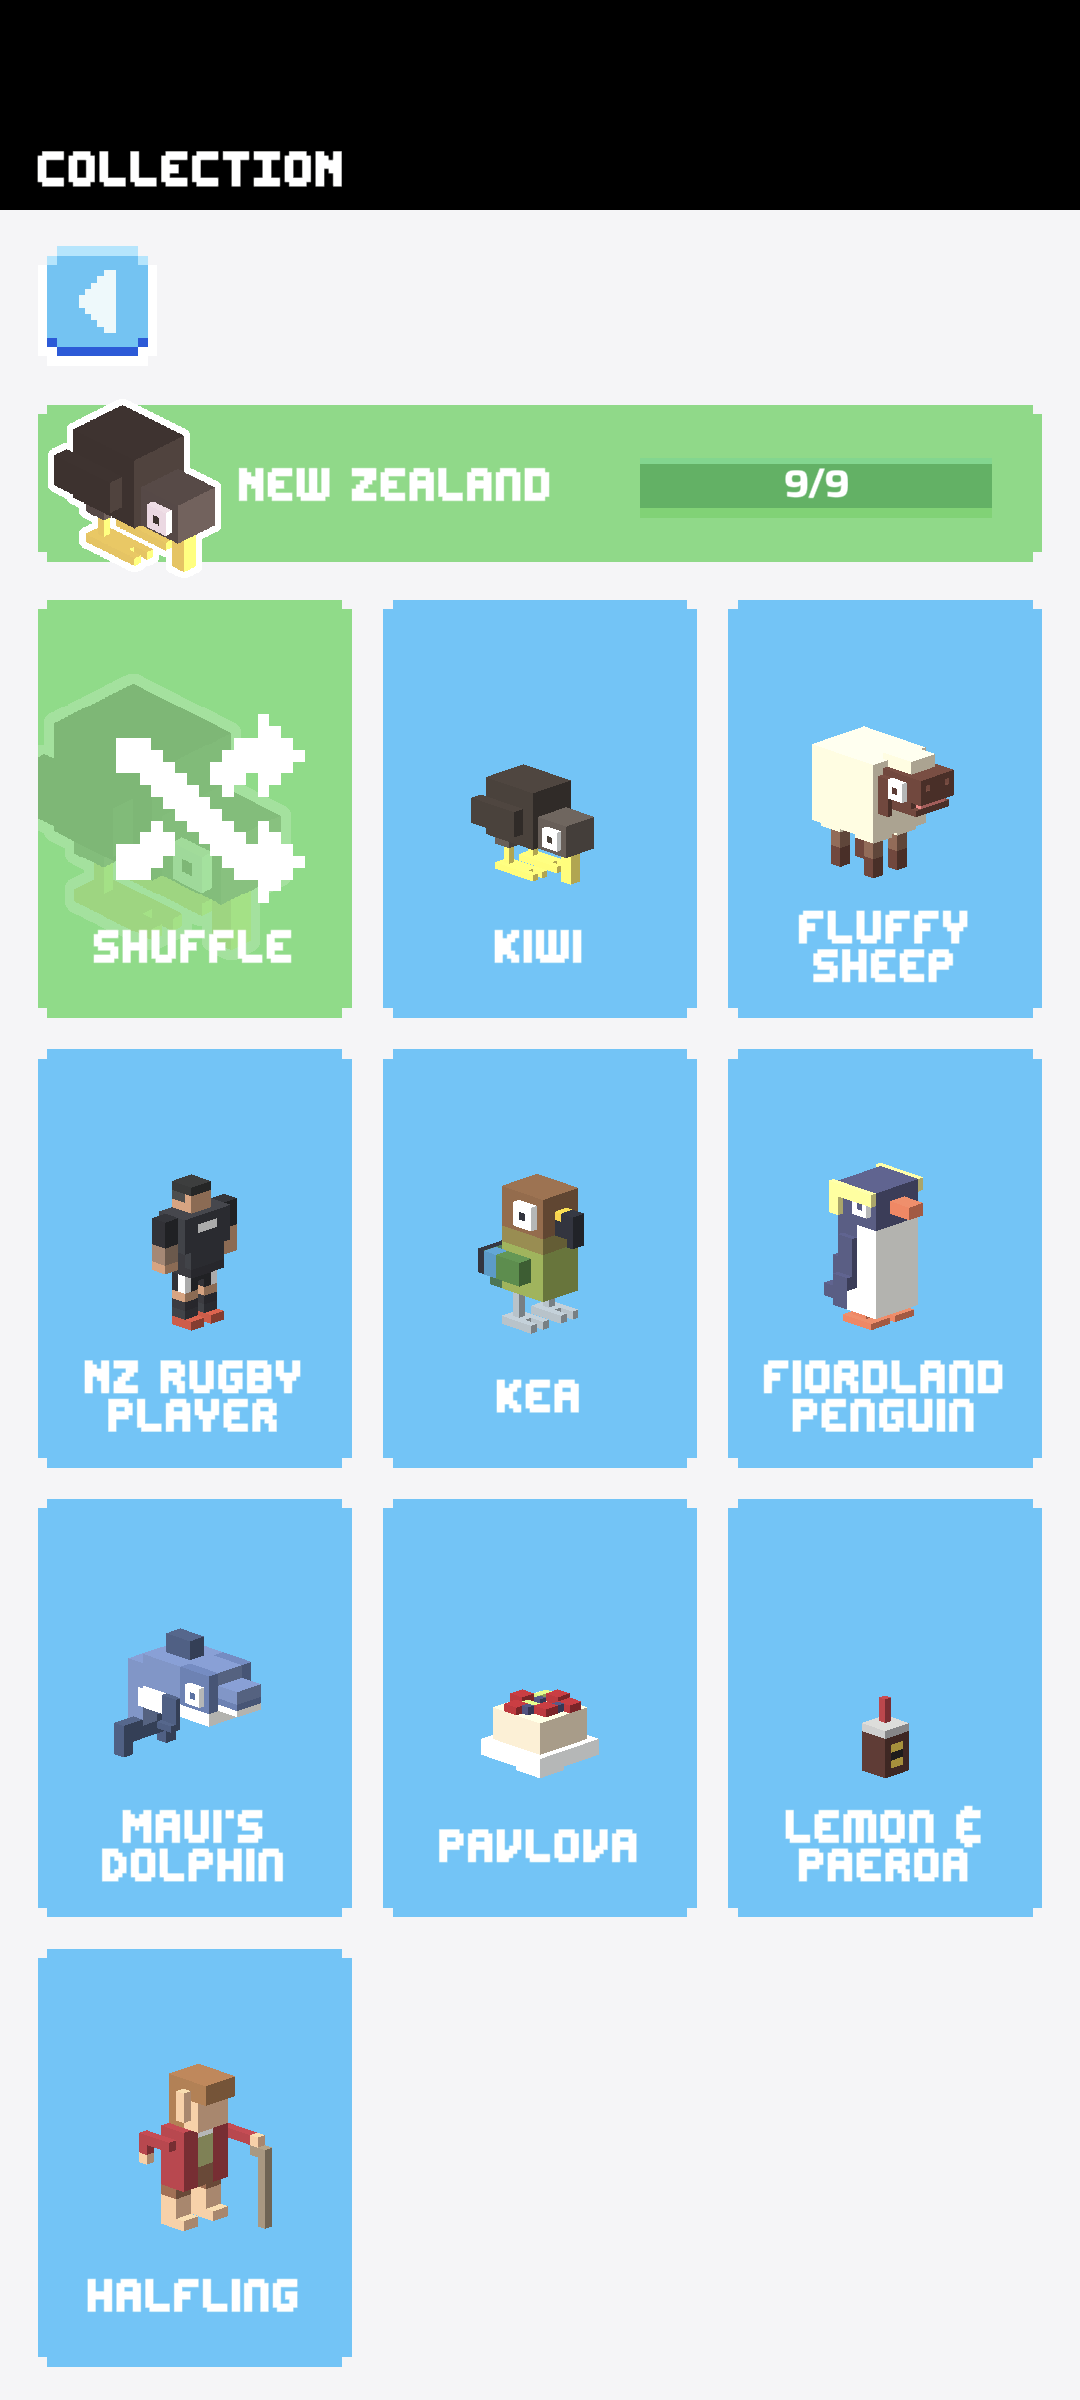 COLLECTION
NEW ZEALAND
9/9
SHUFFLE
KIWI
FLUFFY
SHEEP
NZ RUGBY
PLAYER
KEA
FIORDLAND
PENGUIN
MAUI'S
DOLPHIN
PAVLOVA
LEMON &
PAEROA
HALFLING